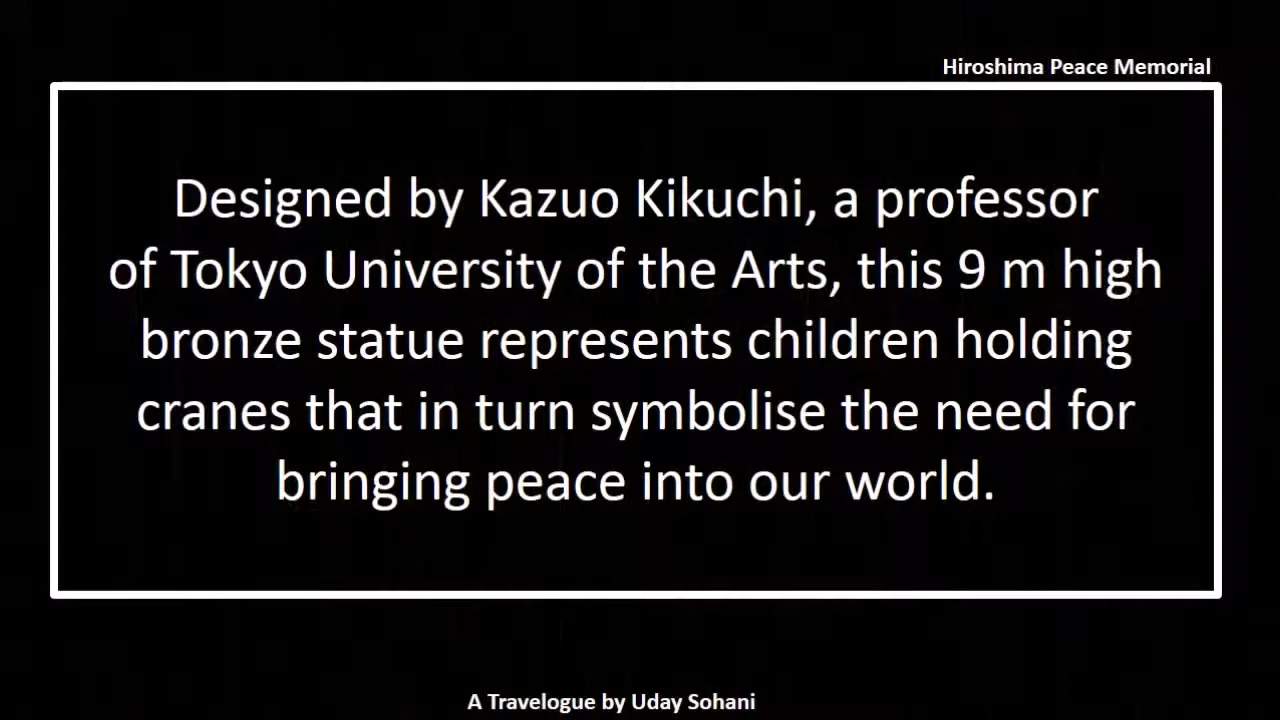 Hiroshima Peace Memorial
Designed by Kazuo Kikuchi, a professor
of Tokyo University of the Arts, this 9 m high
bronze statue represents children holding
cranes that in turn symbolise the need for
bringing peace into our world.
A Travelogue by Uday Sohani